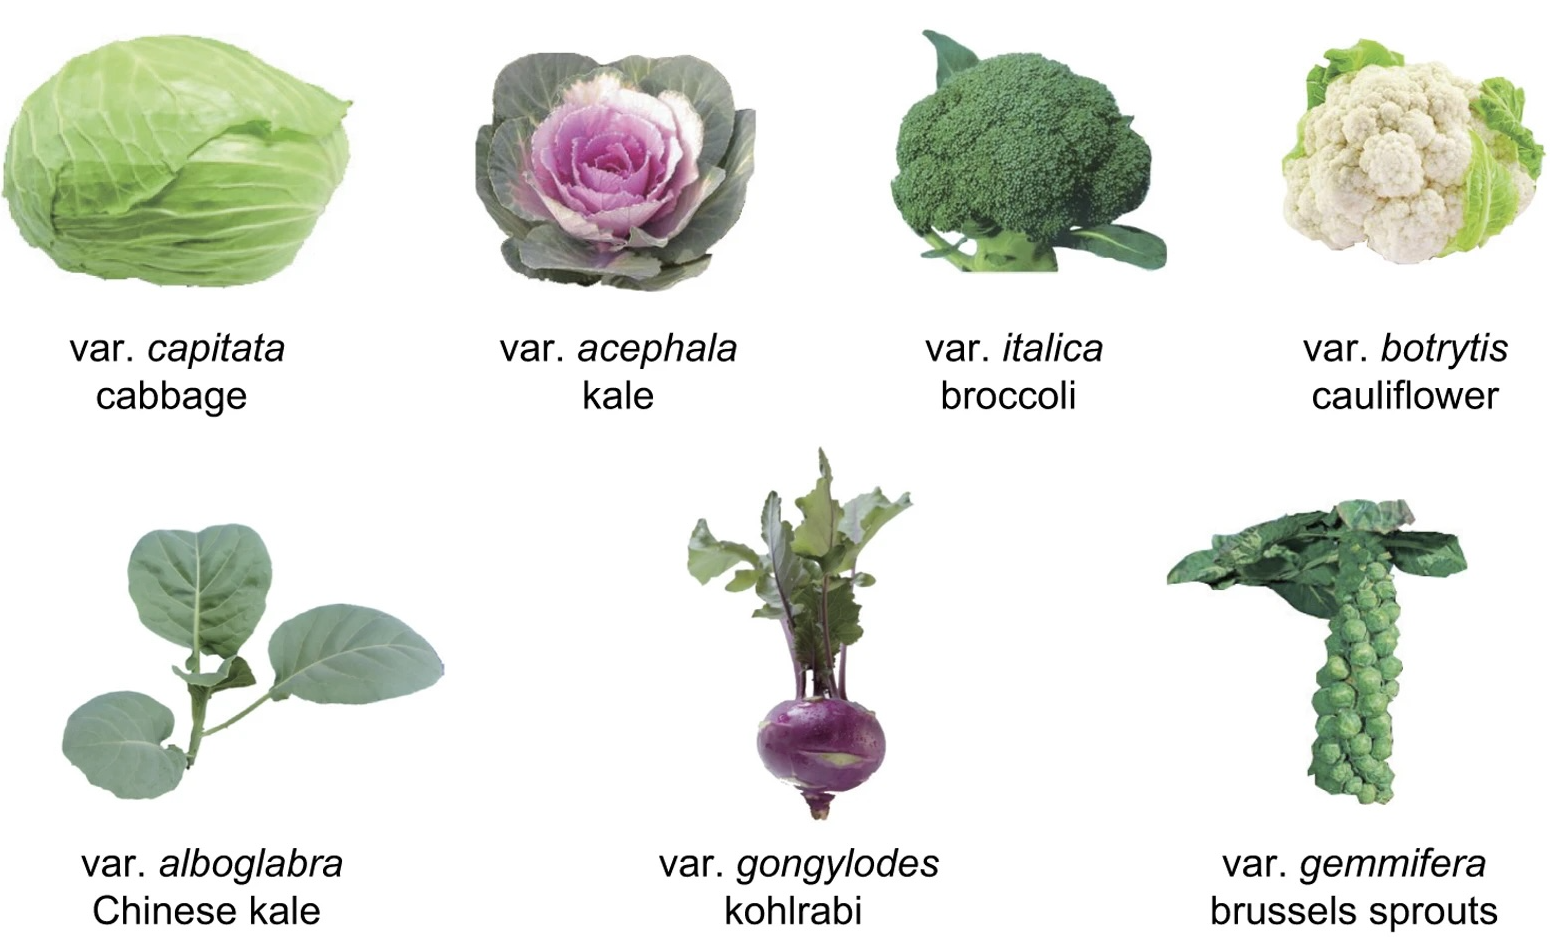 var. capitata
cabbage
var. acephala
kale
var. italica
broccoli
var. botrytis
cauliflower
var. alboglabra
Chinese kale
var. gongylodes
kohlrabi
var. gemmifera
brussels sprouts